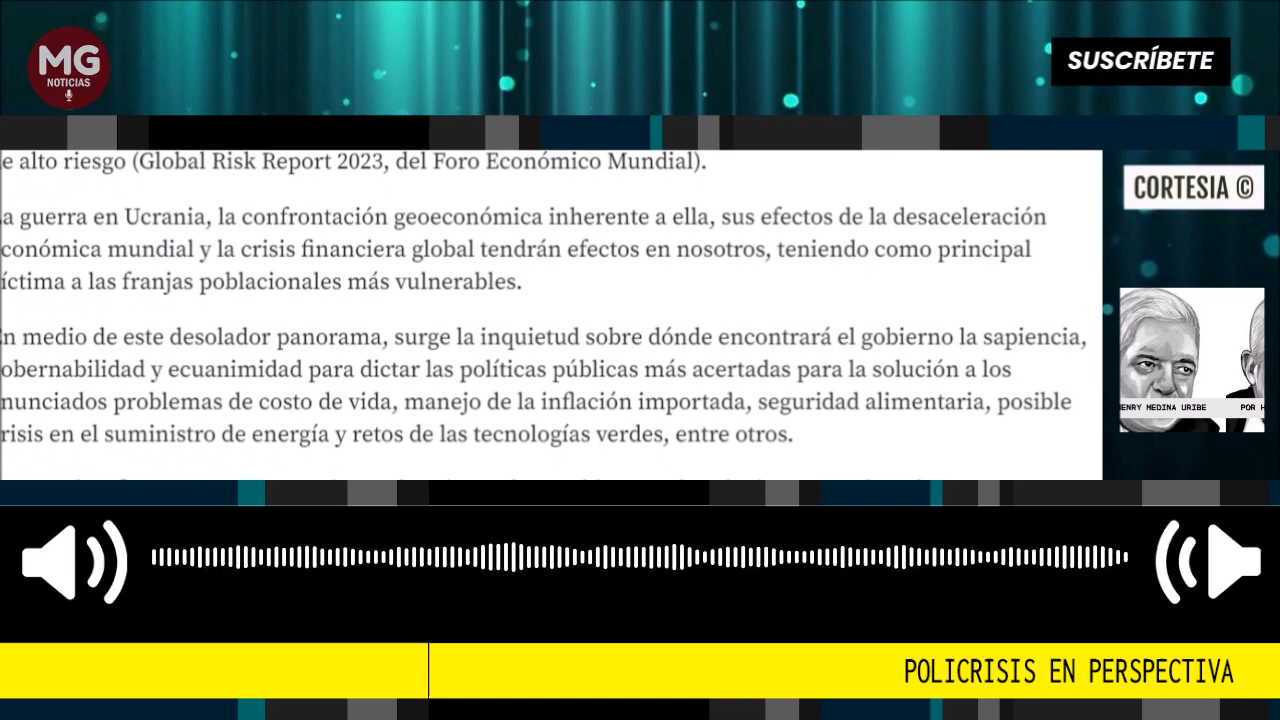 MG
NOTICIAS
SUSCRÍBETE
e alto riesgo (Global Risk Report 2023, del Foro Económico Mundial).
a guerra en Ucrania, la confrontación geoeconómica inherente a ella, sus efectos de la desaceleración
conómica mundial y la crisis financiera global tendrán efectos en nosotros, teniendo como principal
íctima a las franjas poblacionales más vulnerables.
n medio de este desolador panorama, surge la inquietud sobre dónde encontrará el gobierno la sapiencia,
obernabilidad y ecuanimidad para dictar las políticas públicas más acertadas para la solución a los
nunciados problemas de costo de vida, manejo de la inflación importada, seguridad alimentaria, posible
risis en el suministro de energía y retos de las tecnologías verdes, entre otros.
CORTESIA ©
HENRY MEDINA URIBE POR H
POLICRISIS EN PERSPECTIVA